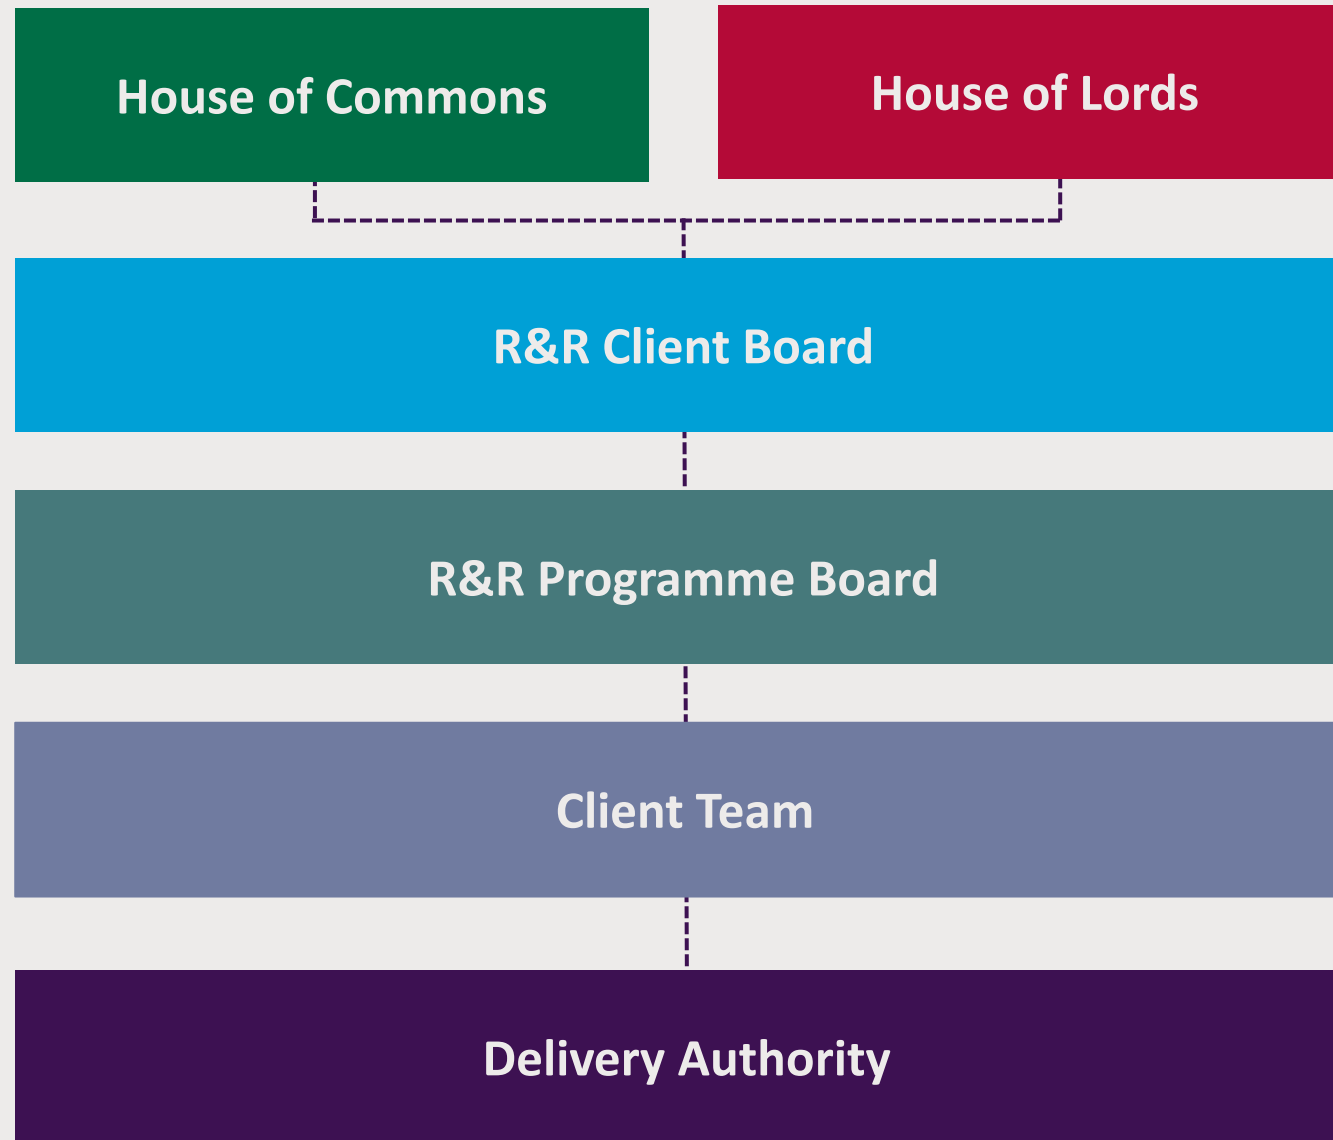 House of Commons
House of Lords
R&R Client Board
R&R Programme Board
Client Team
Delivery Authority